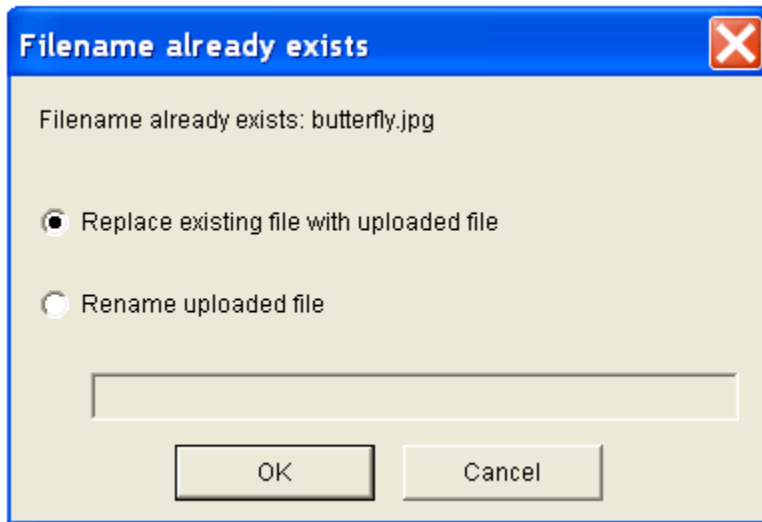 Filename already exists
Filename already exists: butterfly.jpg
Replace existing file with uploaded file
Rename uploaded file
OK
Cancel